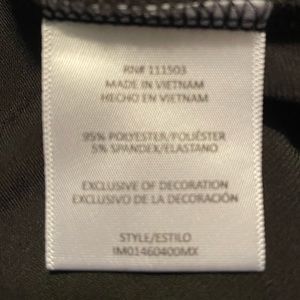 RN# 111503
MADE IN VIETNAM
HECHO EN VIETNAM
95% POLYESTER/POLIÉSTER
5% SPANDEX/ELASTANO
EXCLUSIVE OF DECORATION
EXCLUSIVO DE LA DECORACIÓN
STYLE/ESTILO
IM01460400MX